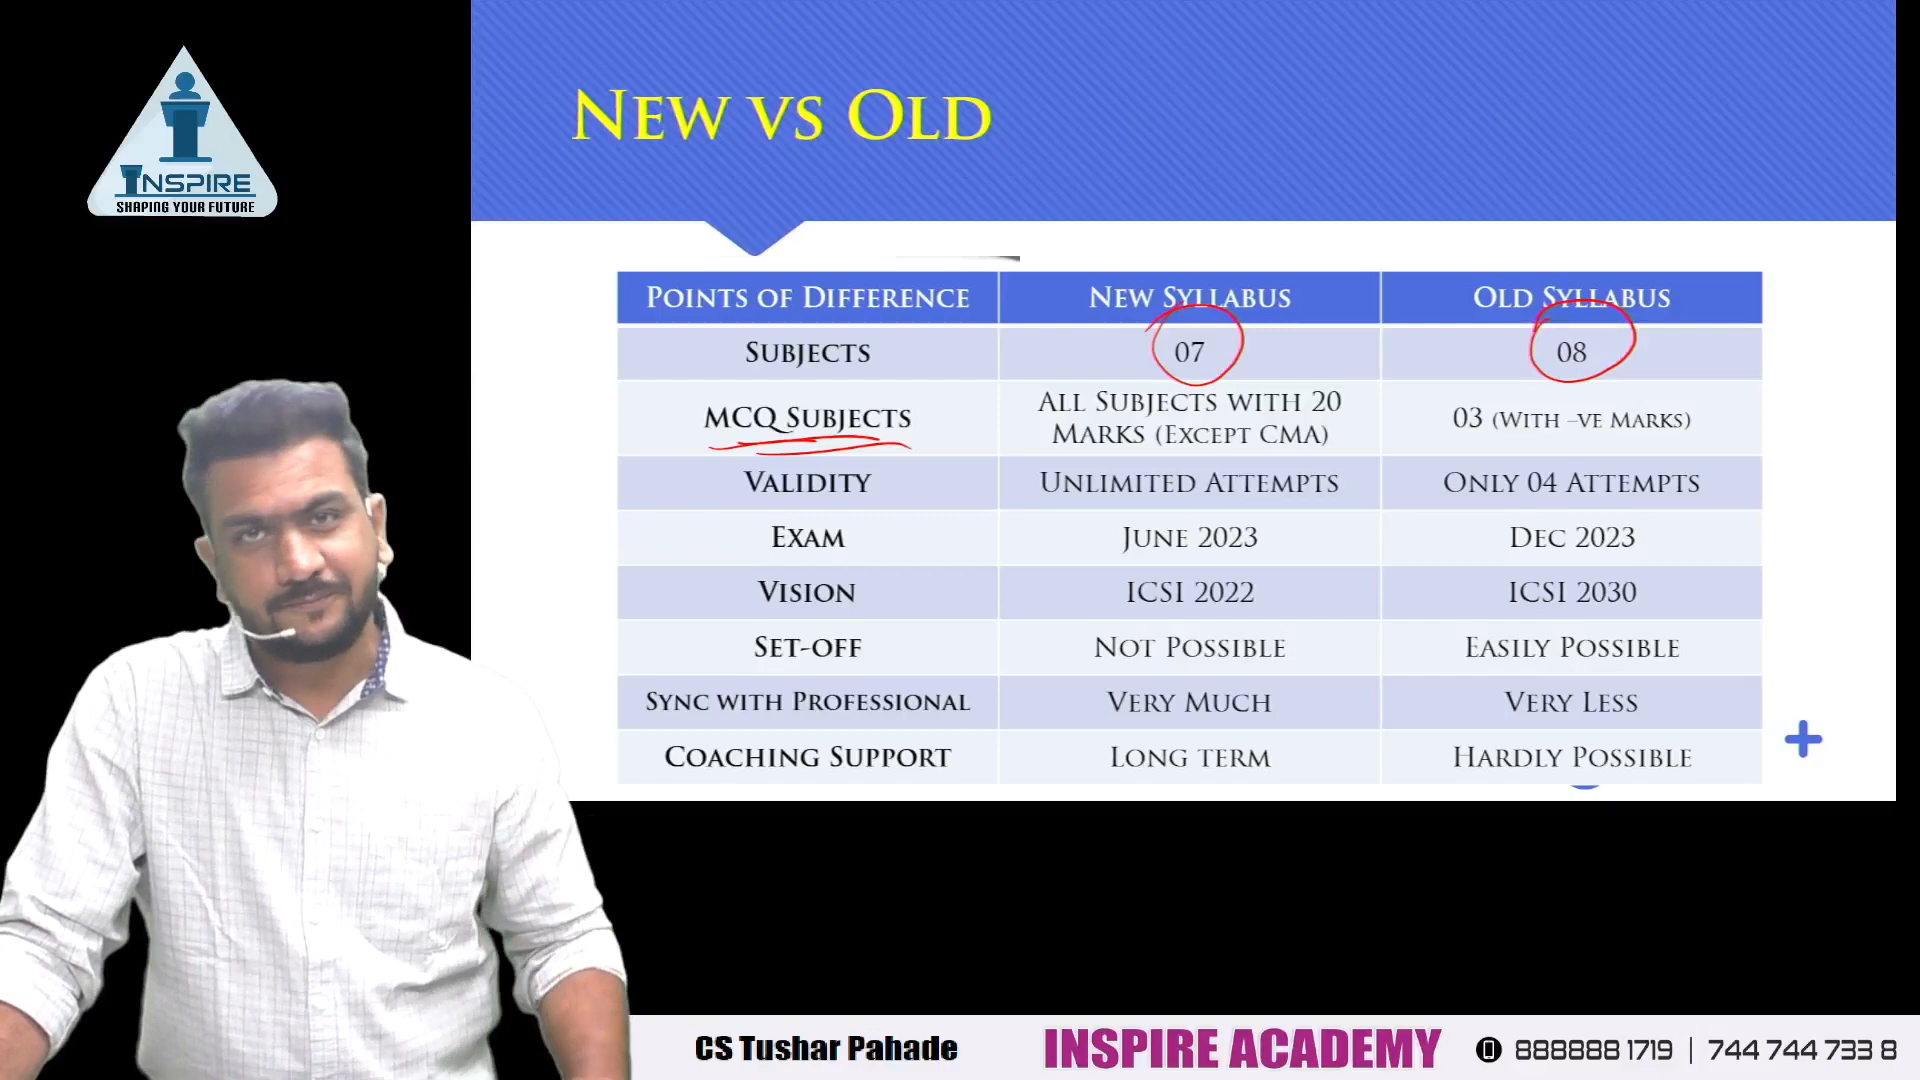 INSPIRE
SHAPING YOUR FUTURE
NEW VS OLD
POINTS OF DIFFERENCE NEW SYLLABUS OLD SYLLABUS
SUBJECTS 07 08
MCQ SUBJECTS ALL SUBJECTS WITH 20 MARKS (EXCEPT CMA) 03 (WITH –VE MARKS)
VALIDITY UNLIMITED ATTEMPTS ONLY 04 ATTEMPTS
EXAM JUNE 2023 DEC 2023
VISION ICSI 2022 ICSI 2030
SET-OFF NOT POSSIBLE EASILY POSSIBLE
SYNC WITH PROFESSIONAL VERY MUCH VERY LESS
COACHING SUPPORT LONG TERM HARDLY POSSIBLE
CS Tushar Pahade INSPIRE ACADEMY 888888 1719 | 744 744 733 8